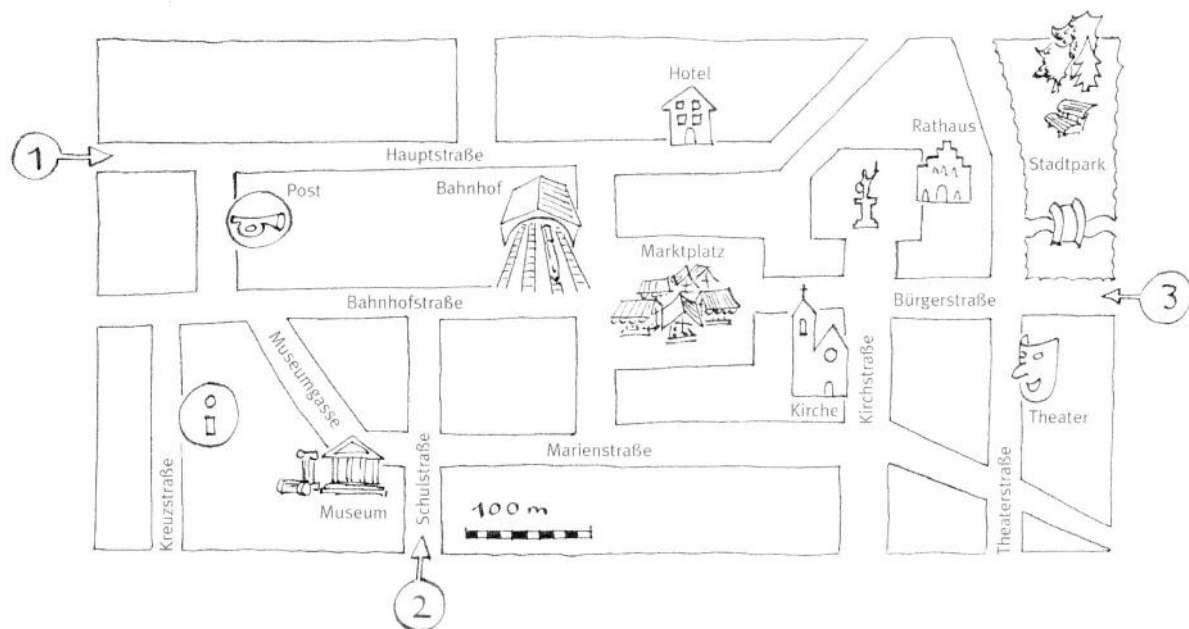 Hotel
Rathaus
1
Hauptstraße
Stadtpark
Post
Bahnhof
Marktplatz
Bahnhofstraße
Bürgerstraße
3
Museumgasse
i
Kirche
Kirchstraße
Theater
Marienstraße
Kreuzstraße
Museum
Schulstraße
100 m
Theaterstraße
2